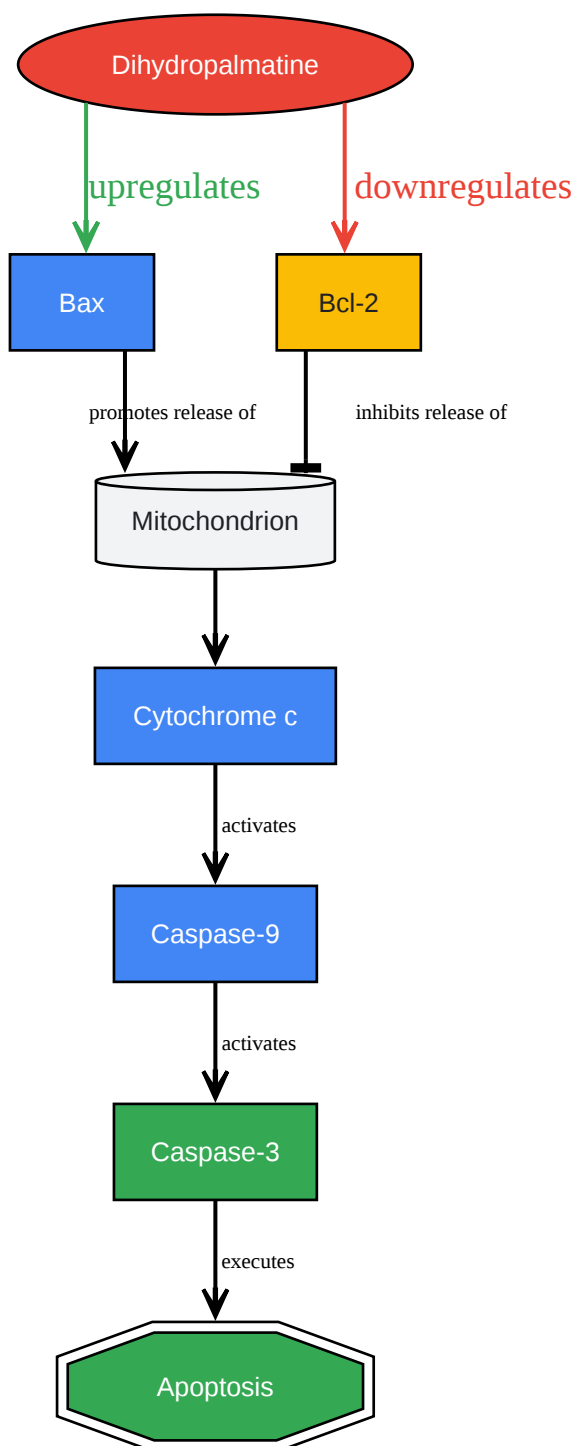 Dihydropalmatine
upregulates
downregulates
Bax
Bcl-2
promotes release of
inhibits release of
Mitochondrion
Cytochrome c
activates
Caspase-9
activates
Caspase-3
executes
Apoptosis